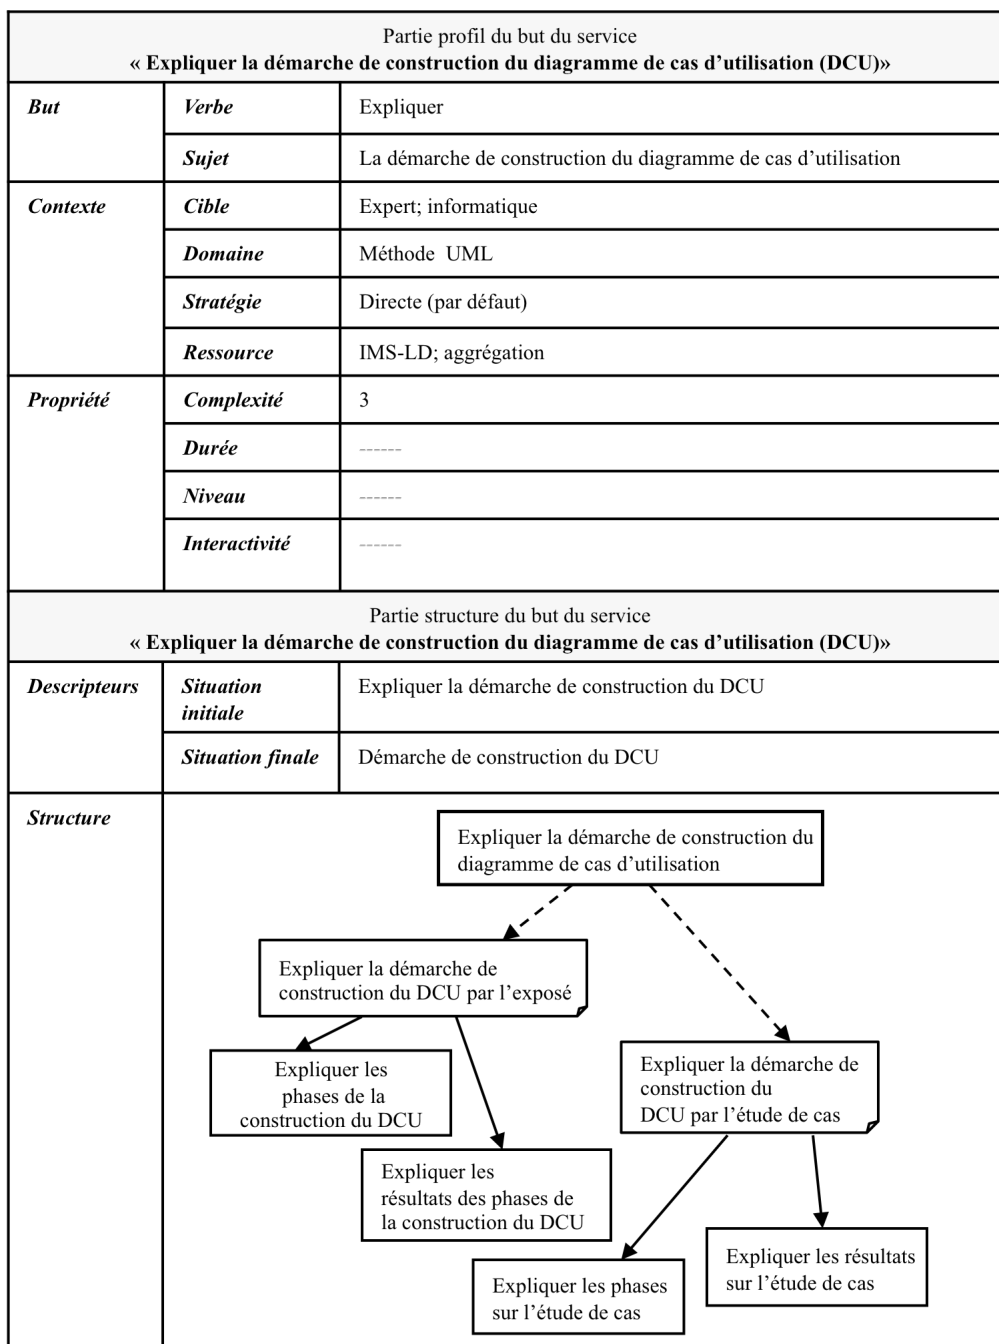 Partie profil du but du service
« Expliquer la démarche de construction du diagramme de cas d’utilisation (DCU)»
But
Verbe
Expliquer
Sujet
La démarche de construction du diagramme de cas d’utilisation
Contexte
Cible
Expert; informatique
Domaine
Méthode UML
Stratégie
Directe (par défaut)
Ressource
IMS-LD; aggrégation
Propriété
Complexité
3
Durée
------
Niveau
------
Interactivité
------
Partie structure du but du service
« Expliquer la démarche de construction du diagramme de cas d’utilisation (DCU)»
Descripteurs
Situation
initiale
Expliquer la démarche de construction du DCU
Situation finale
Démarche de construction du DCU
Structure
Expliquer la démarche de construction du
diagramme de cas d’utilisation
Expliquer la démarche de
construction du DCU par l’exposé
Expliquer les
phases de la
construction du DCU
Expliquer la démarche de
construction du
DCU par l’étude de cas
Expliquer les
résultats des phases de
la construction du DCU
Expliquer les phases
sur l’étude de cas
Expliquer les résultats
sur l’étude de cas